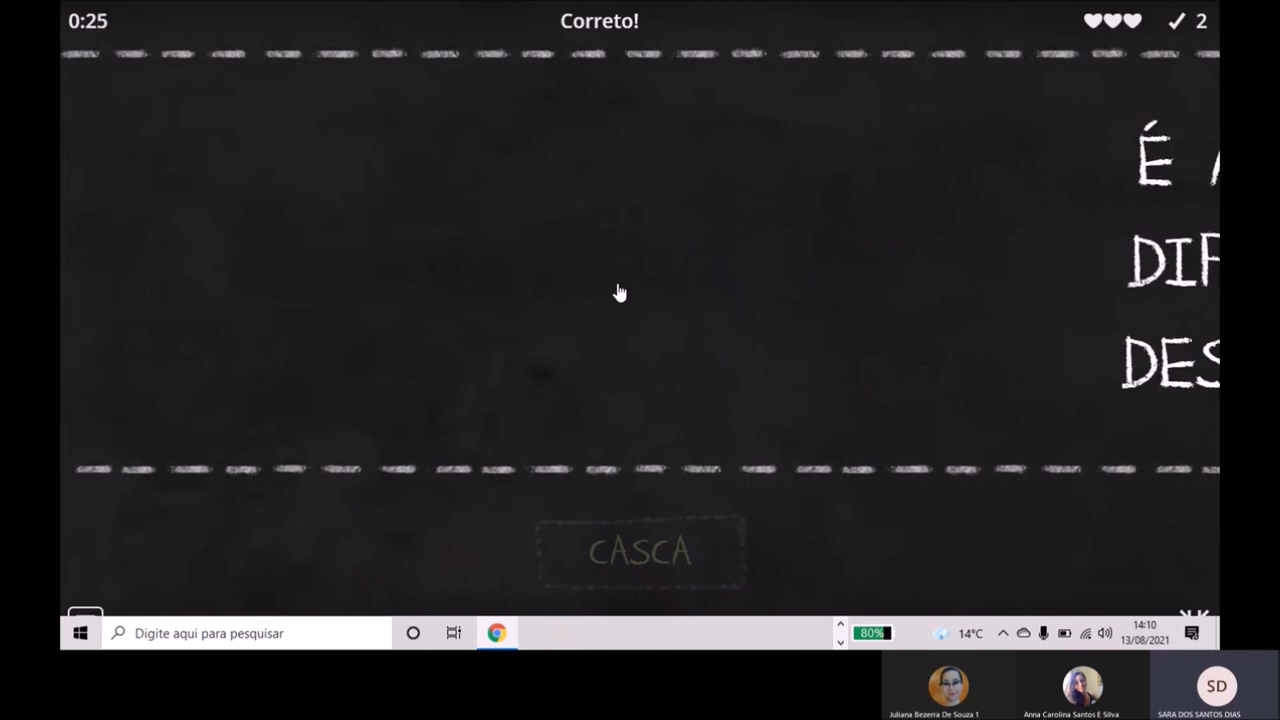 0:25
Correto!
2
É
DIF
DES
CASCA
Digite aqui para pesquisar
80%
14°C
14:10
13/08/2021
SD
Juliana Bezerra De Souza 1
Anna Carolina Santos E Silva
SARA DOS SANTOS DIAS